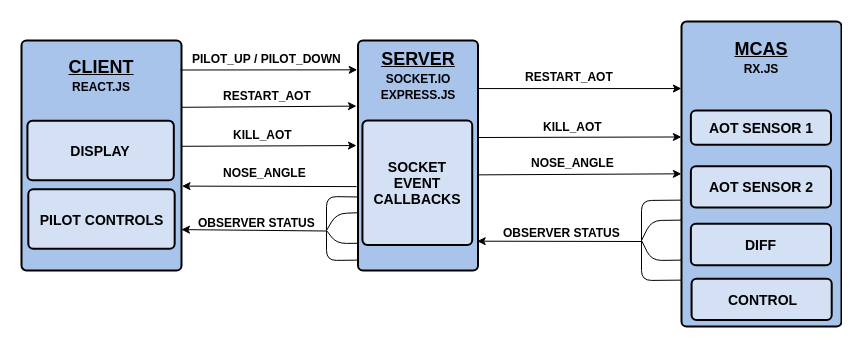 CLIENT
REACT.JS
DISPLAY
PILOT CONTROLS
PILOT_UP / PILOT_DOWN
RESTART_AOT
KILL_AOT
NOSE_ANGLE
OBSERVER STATUS
SERVER
SOCKET.IO
EXPRESS.JS
SOCKET
EVENT
CALLBACKS
RESTART_AOT
KILL_AOT
NOSE_ANGLE
OBSERVER STATUS
MCAS
RX.JS
AOT SENSOR 1
AOT SENSOR 2
DIFF
CONTROL